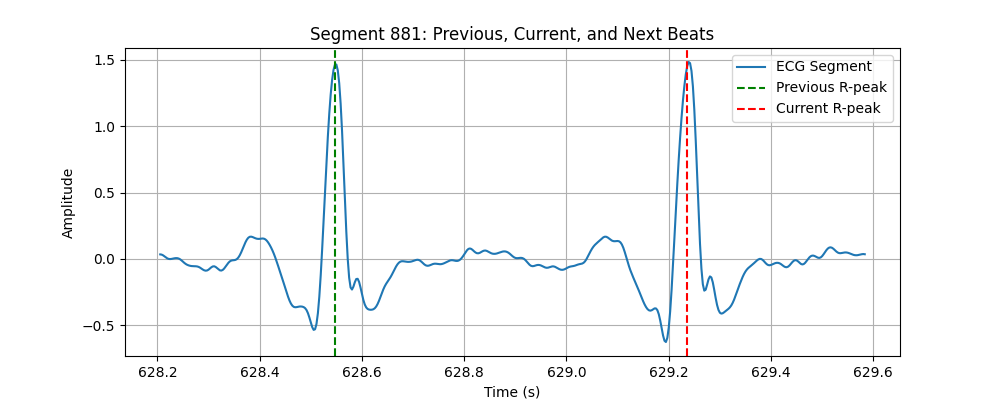 Segment 881: Previous, Current, and Next Beats
ECG Segment
Previous R-peak
Current R-peak
Amplitude
1.5
1.0
0.5
0.0
−0.5
628.2 628.4 628.6 628.8 629.0 629.2 629.4 629.6
Time (s)